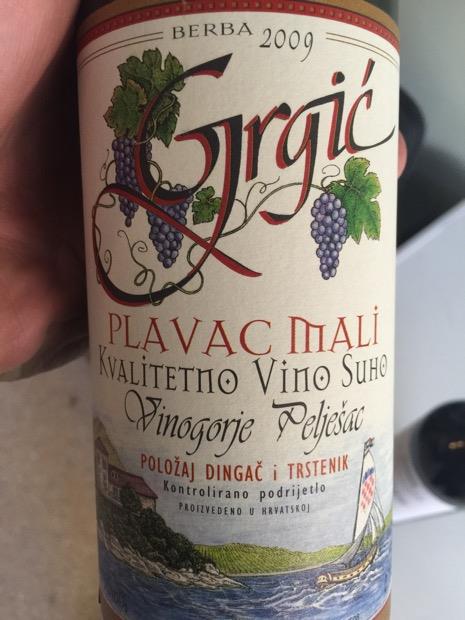 BERBA 2009
Grgić
PLAVAC MALI
KVALITETNO VINO SUHO
Vinogorje Pelješac
POLOŽAJ DINGAČ i TRSTENIK
Kontrolirano podrijetlo
PROIZVEDENO U HRVATSKOJ